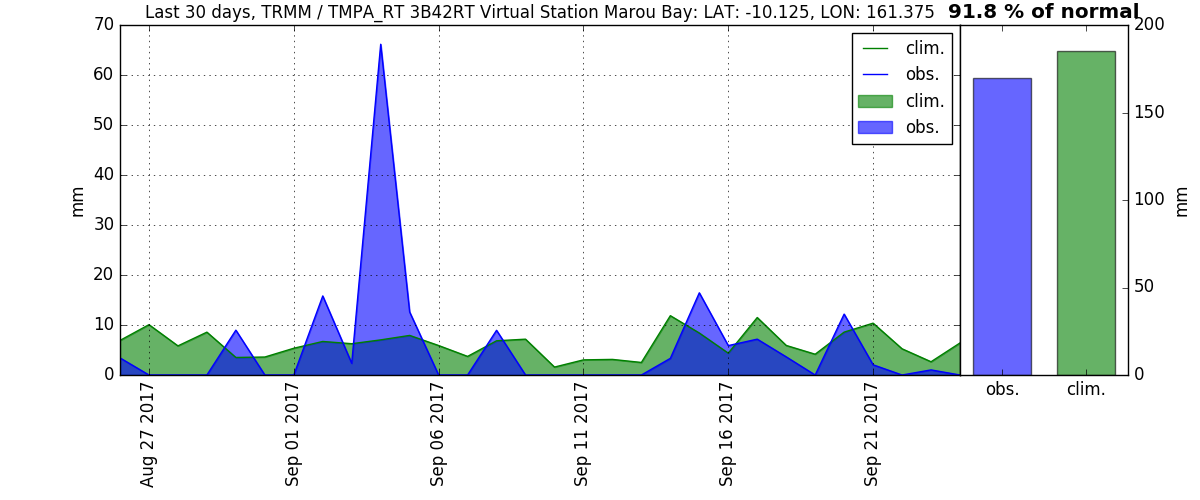 Last 30 days, TRMM / TMPA_RT 3B42RT Virtual Station Marou Bay: LAT: -10.125, LON: 161.375 91.8 % of normal
70
60
50
40
30
20
10
0
mm
clim.
obs.
clim.
obs.
Aug 27 2017
Sep 01 2017
Sep 06 2017
Sep 11 2017
Sep 16 2017
Sep 21 2017
200
150
100
50
0
mm
obs. clim.